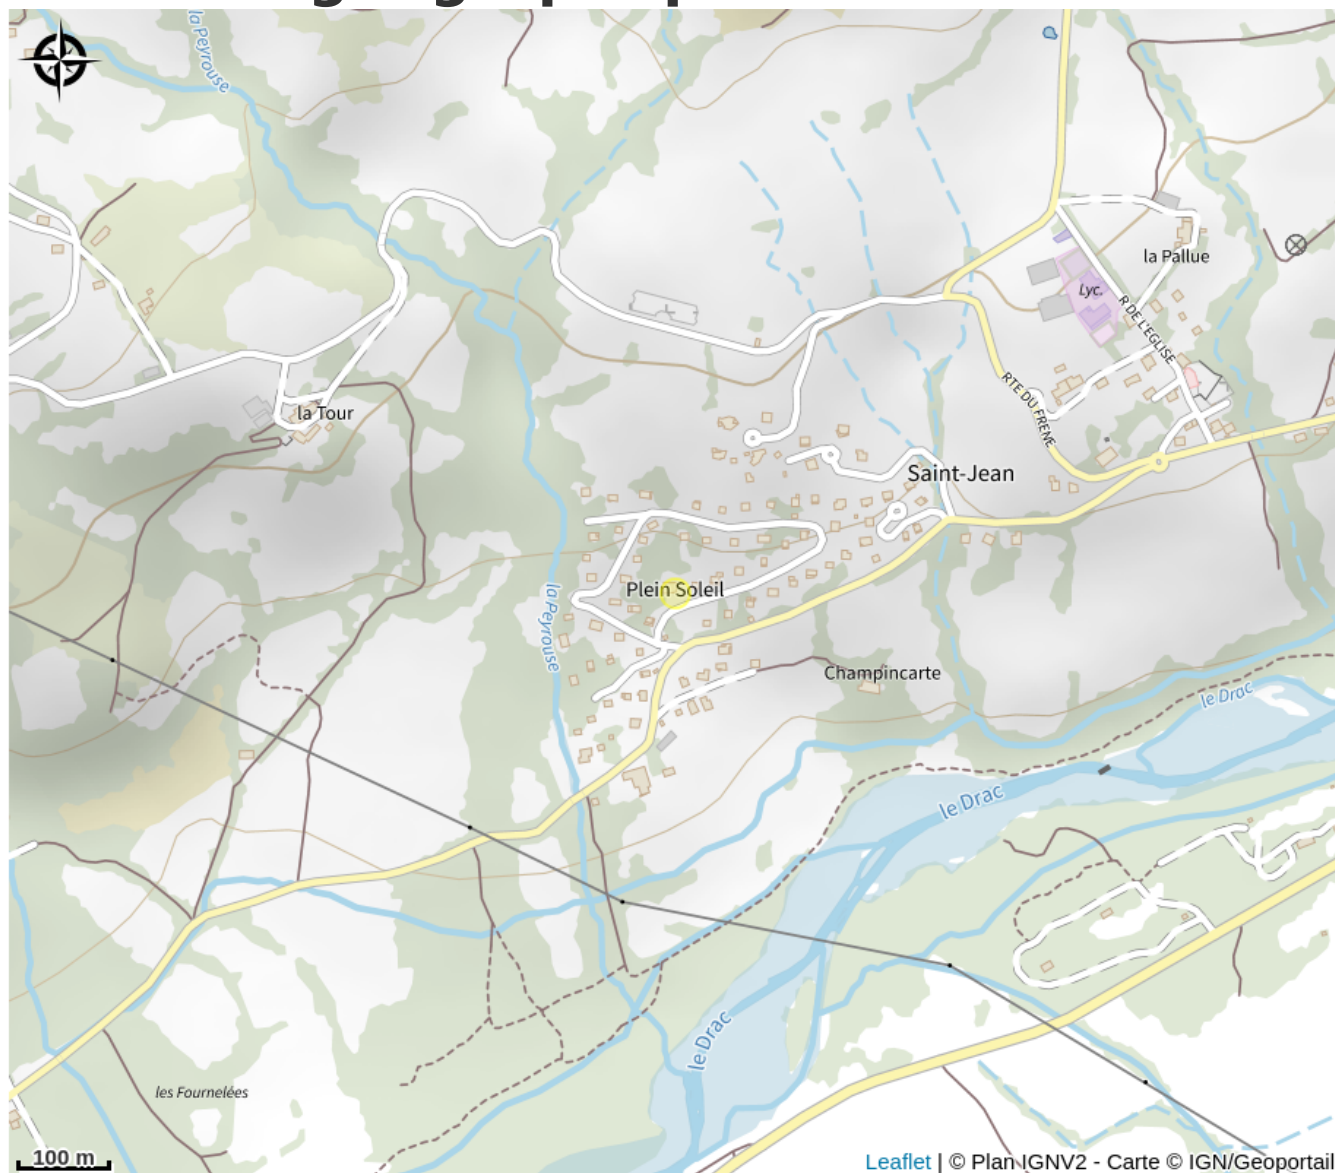 la Peyrouse
la Pallue
Lyc.
R DE L'EGLISE
RTE DU FRENE
la Tour
Saint-Jean
Plein Soleil
la Peyrouse
Champincarte
le Drac
le Drac
le Drac
les Fournelées
100 m
Leaflet | © Plan IGNV2 - Carte © IGN/Geoportail